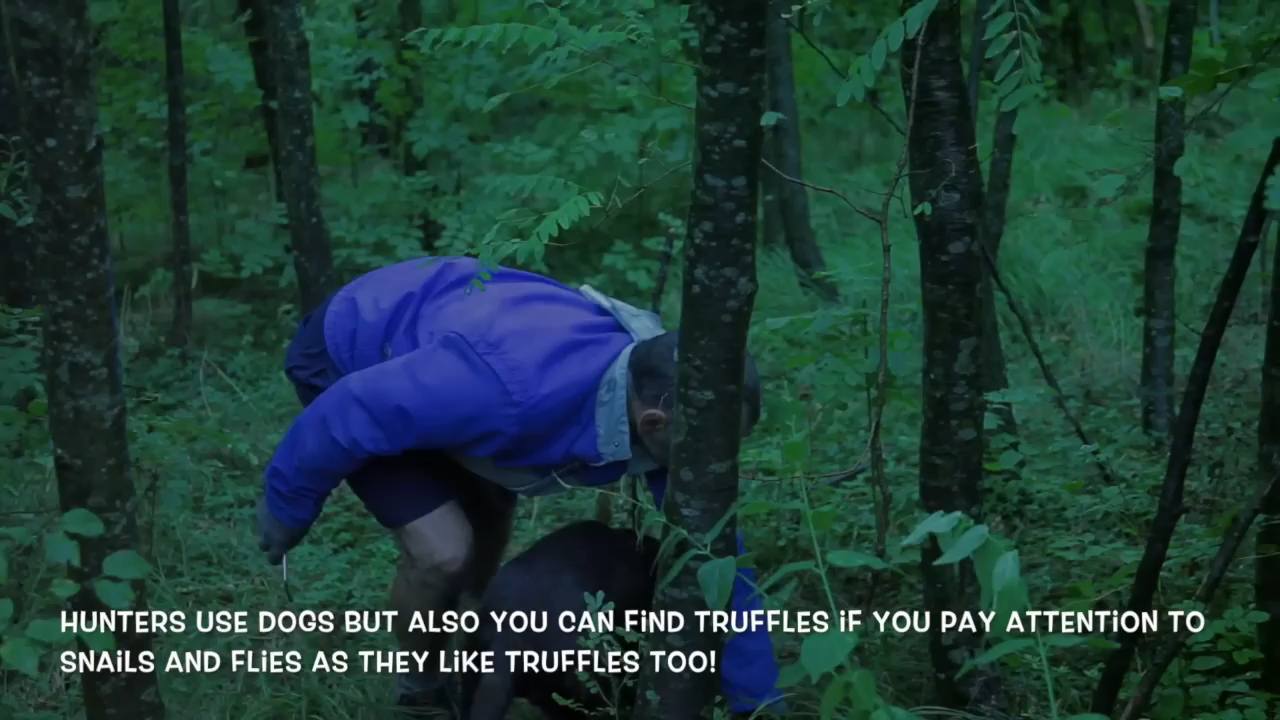 HUNTERS USE DOGS BUT ALSO YOU CAN FiND TRUFFLES iF YOU PAY ATTENTiON TO
SNAiLS AND FLiES AS THEY LiKE TRUFFLES TOO!